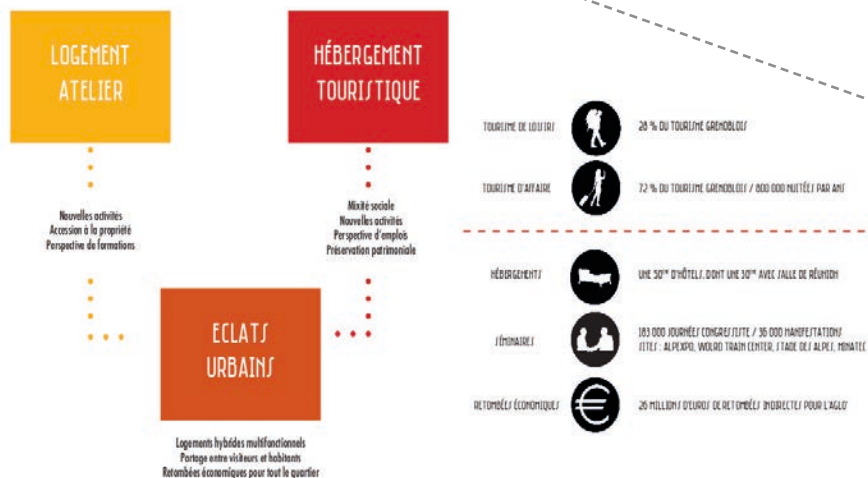 LOGEMENT
ATELIER
Nouvelles activités
Accession à la propriété
Perspective de formations
HÉBERGEMENT
TOURISTIQUE
Mixité sociale
Nouvelles activités
Perspective d'emplois
Préservation patrimoniale
ECLATS
URBAINS
Logements hybrides multifonctionnels
Partage entre visiteurs et habitants
Retombées économiques pour tout le quartier
TOURISME DE LOISIRS
28 % DU TOURISME GRENOBLOIS
TOURISME D'AFFAIRE
72 % DU TOURISME GRENOBLOIS / 800 000 NUITÉES PAR ANS
HÉBERGEMENTS
UNE 50NE D'HÔTELS, DONT UNE 30NE AVEC SALLE DE RÉUNION
SÉMINAIRES
183 000 JOURNÉES CONGRESSISTE / 36 000 MANIFESTATIONS
SITES : ALPEXPO, WOLRD TRAIN CENTER, STADE DES ALPES, MINATEC
RETOMBÉES ÉCONOMIQUES
€
26 MILLIONS D'EUROS DE RETOMBÉES INDIRECTES POUR L'AGLO'